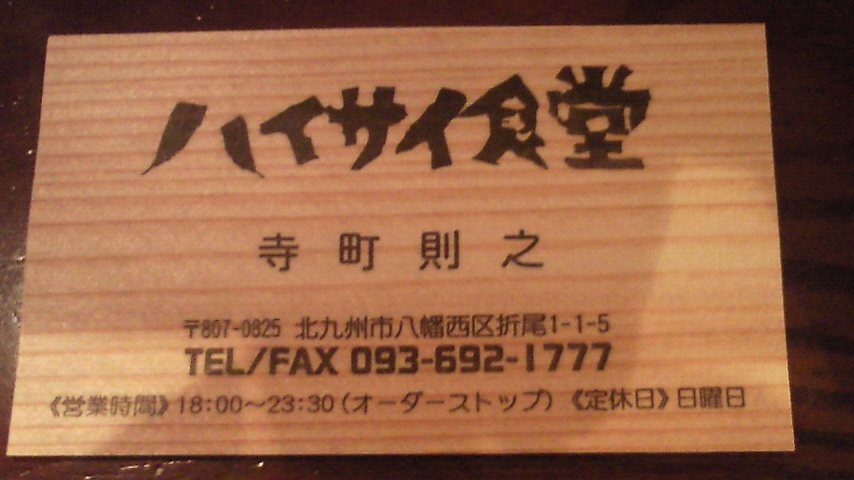 ハイサイ食堂
寺町則之
〒807-0825 北九州市八幡西区折尾1-1-5
TEL/FAX 093-692-1777
《営業時間》18:00～23:30(オーダーストップ) 《定休日》日曜日